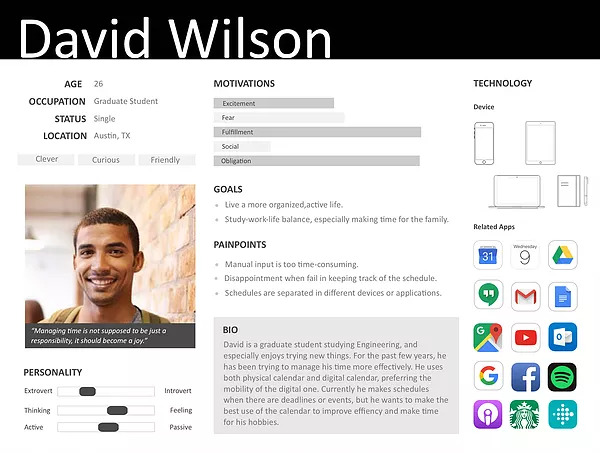 David Wilson
AGE 26
OCCUPATION Graduate Student
STATUS Single
LOCATION Austin, TX
Clever Curious Friendly
"Managing time is not supposed to be just a
responsibility, it should become a joy."
PERSONALITY
Extrovert Introvert
Thinking Feeling
Active Passive
MOTIVATIONS
Excitement
Fear
Fulfillment
Social
Obligation
GOALS
Live a more organized,active life.
Study-work-life balance, especially making time for the family.
PAINPOINTS
Manual input is too time-consuming.
Disappointment when fail in keeping track of the schedule.
Schedules are separated in different devices or applications.
BIO
David is a graduate student studying Engineering, and
especially enjoys trying new things. For the past few years, he
has been trying to manage his time more effectively. He uses
both physical calendar and digital calendar, preferring the
mobility of the digital one. Currently he makes schedules
when there are deadlines or events, but he wants to make the
best use of the calendar to improve effiency and make time
for his hobbies.
TECHNOLOGY
Device
Related Apps
31
Wednesday
9